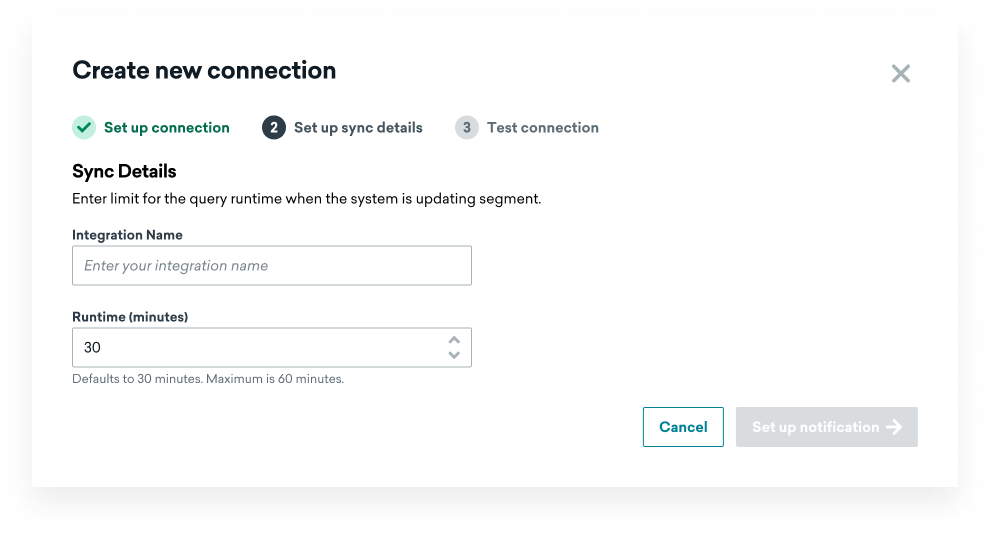 Create new connection
Set up connection 2 Set up sync details 3 Test connection
Sync Details
Enter limit for the query runtime when the system is updating segment.
Integration Name
Enter your integration name
Runtime (minutes)
30
Defaults to 30 minutes. Maximum is 60 minutes.
Cancel Set up notification